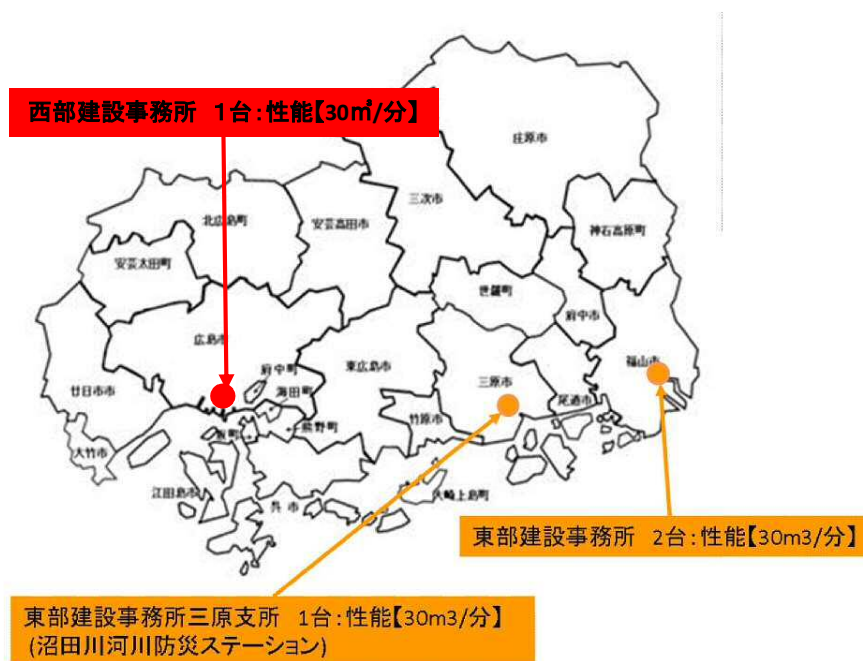 西部建設事務所 1台:性能【30㎥/分】
庄原市
三次市
北広島町
安芸高田市
神石高原町
安芸太田町
世羅町
府中市
広島市
府中町
東広島市
福山市
三原市
廿日市市
海田町
尾道市
竹原市
坂町
熊野町
大竹市
江田島市
呉市
大崎上島町
東部建設事務所 2台:性能【30m3/分】
東部建設事務所三原支所 1台:性能【30m3/分】
(沼田川河川防災ステーション)